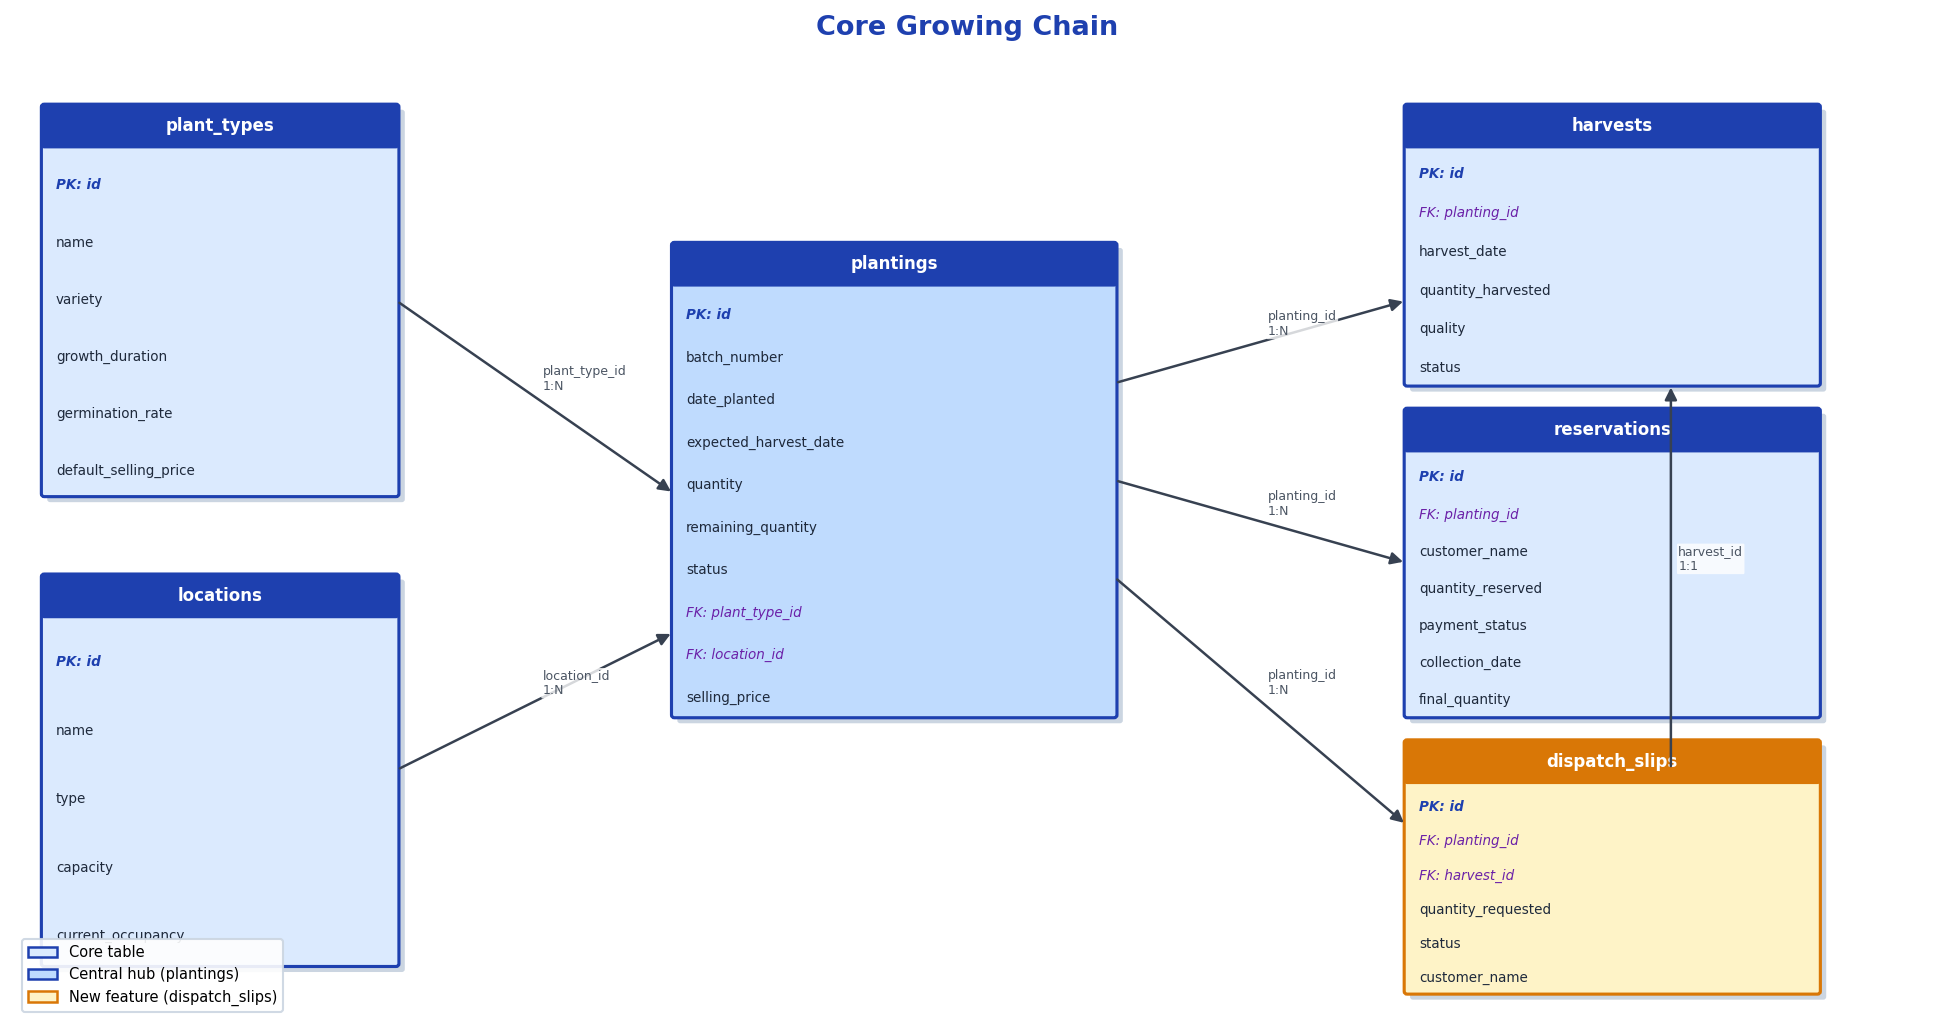 Core Growing Chain
plant_types
PK: id
name
variety
growth_duration
germination_rate
default_selling_price
locations
PK: id
name
type
capacity
current_occupancy
plant_type_id
1:N
location_id
1:N
plantings
PK: id
batch_number
date_planted
expected_harvest_date
quantity
remaining_quantity
status
FK: plant_type_id
FK: location_id
selling_price
planting_id
1:N
planting_id
1:N
planting_id
1:N
harvests
PK: id
FK: planting_id
harvest_date
quantity_harvested
quality
status
reservations
PK: id
FK: planting_id
customer_name
quantity_reserved
payment_status
collection_date
final_quantity
harvest_id
1:1
dispatch_slips
PK: id
FK: planting_id
FK: harvest_id
quantity_requested
status
customer_name
Core table
Central hub (plantings)
New feature (dispatch_slips)